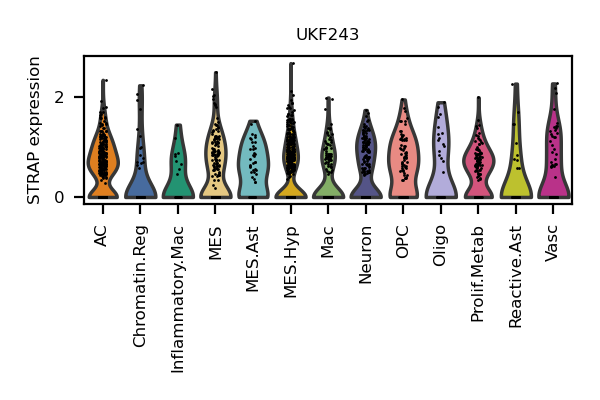 UKF243
STRAP expression
2
0
AC
Chromatin.Reg
Inflammatory.Mac
MES
MES.Ast
MES.Hyp
Mac
Neuron
OPC
Oligo
Prolif.Metab
Reactive.Ast
Vasc